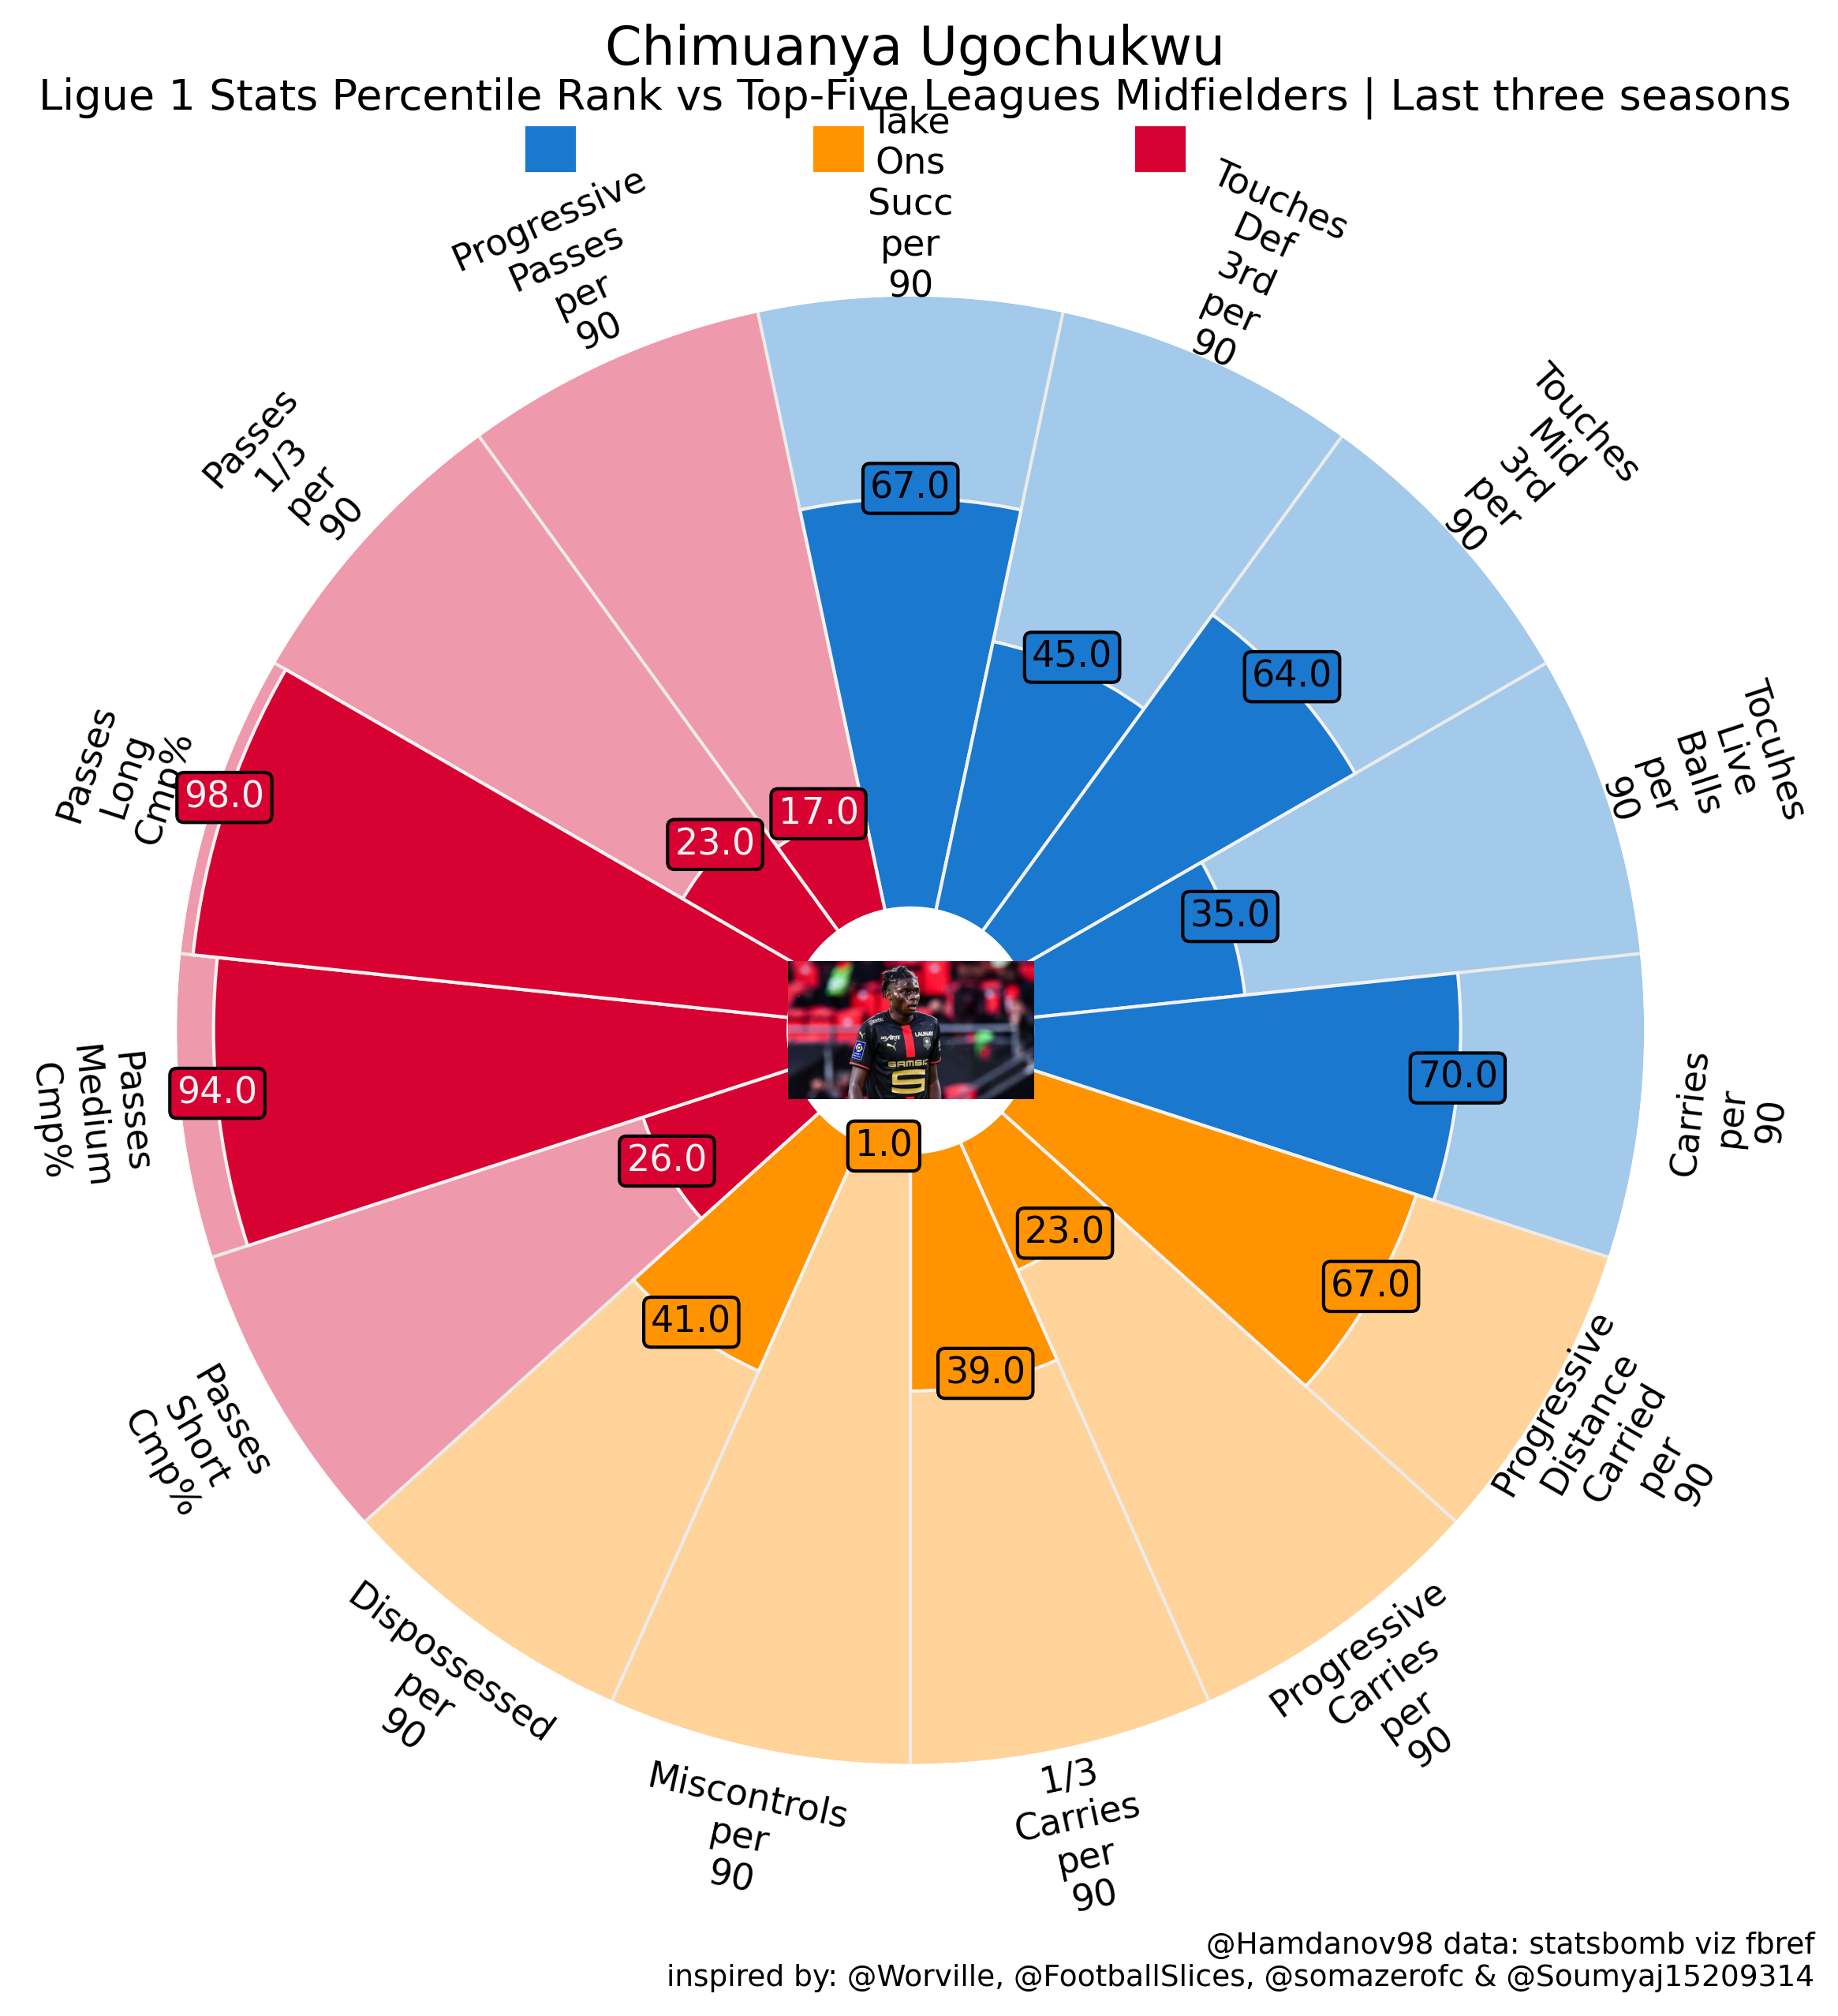 Chimuanya Ugochukwu
Ligue 1 Stats Percentile Rank vs Top-Five Leagues Midfielders | Last three seasons
Take
Ons
Succ
per
90
Touches
Def
3rd
per
90
Touches
Mid
3rd
per
90
Tocuhes
Live
Balls
per
90
Carries
per
90
Progressive
Distance
Carried
per
90
Progressive
Carries
per
90
1/3
Carries
per
90
Miscontrols
per
90
Dispossessed
per
90
Passes
Short
Cmp%
Passes
Medium
Cmp%
Passes
Long
Cmp%
Passes
1/3
per
90
Progressive
Passes
per
90
67.0
45.0
64.0
35.0
70.0
67.0
23.0
39.0
1.0
41.0
26.0
94.0
98.0
23.0
17.0
@Hamdanov98 data: statsbomb viz fbref
inspired by: @Worville, @FootballSlices, @somazerofc & @Soumyaj15209314